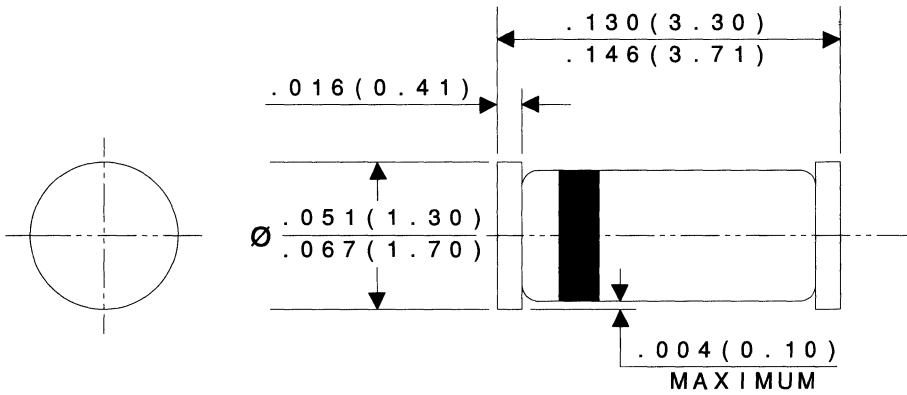 .130(3.30)
.146(3.71)
.016(0.41)
Ø .051(1.30)
.067(1.70)
.004(0.10)
MAXIMUM